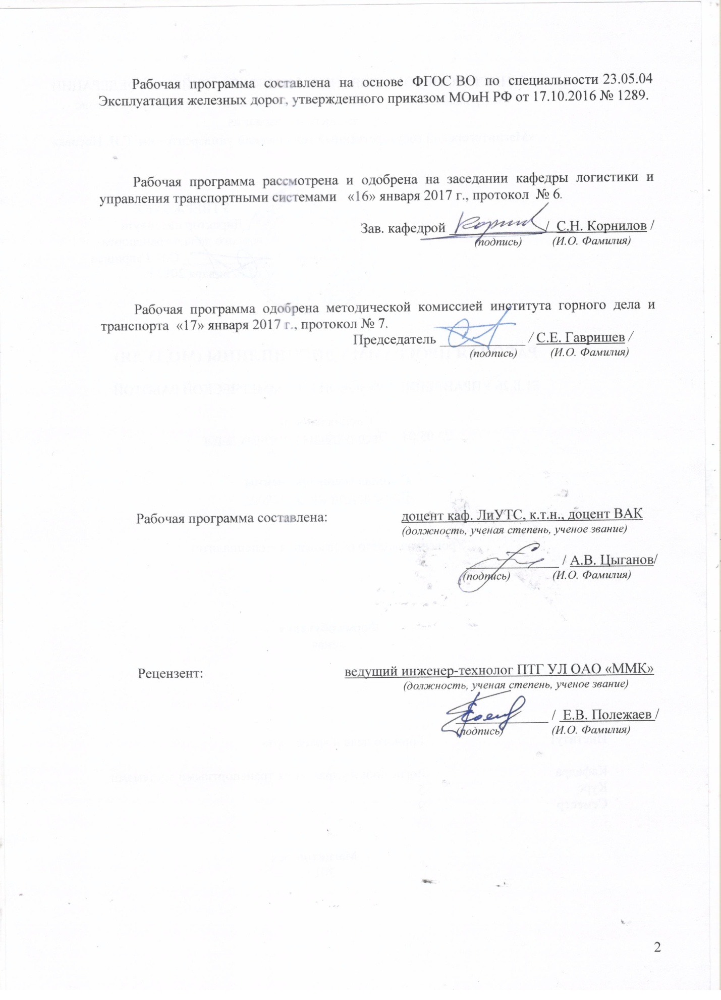 Рабочая программа составлена на основе ФГОС ВО по специальности 23.05.04
Эксплуатация железных дорог, утвержденного приказом МОиН РФ от 17.10.2016 № 1289.
Рабочая программа рассмотрена и одобрена на заседании кафедры логистики и
управления транспортными системами «16» января 2017 г., протокол № 6.
Зав. кафедрой ______________/ С.Н. Корнилов /
(подпись) (И.О. Фамилия)
Рабочая программа одобрена методической комиссией института горного дела и
транспорта «17» января 2017 г., протокол № 7.
Председатель ____________ / С.Е. Гавришев /
(подпись) (И.О. Фамилия)
Рабочая программа составлена: доцент каф. ЛиУТС, к.т.н., доцент ВАК
(должность, ученая степень, ученое звание)
_____________ / А.В. Цыганов/
(подпись) (И.О. Фамилия)
Рецензент: ведущий инженер-технолог ПТГ УЛ ОАО «ММК»
(должность, ученая степень, ученое звание)
_____________ / Е.В. Полежаев /
(подпись) (И.О. Фамилия)
2